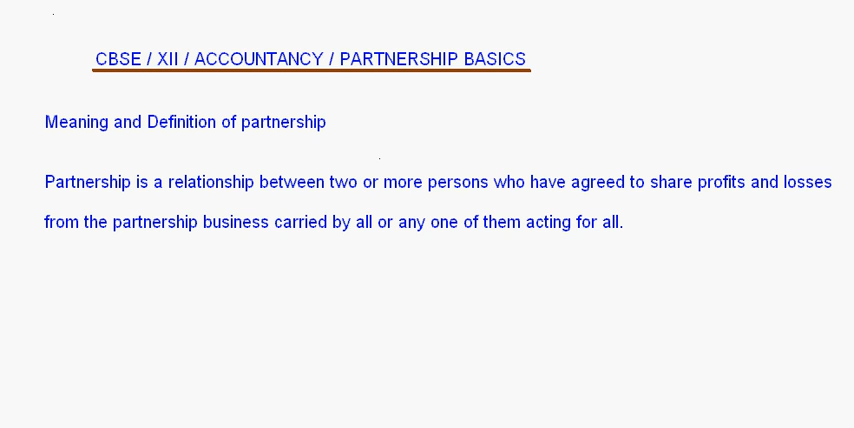 CBSE / XII / ACCOUNTANCY / PARTNERSHIP BASICS
Meaning and Definition of partnership
Partnership is a relationship between two or more persons who have agreed to share profits and losses
from the partnership business carried by all or any one of them acting for all.